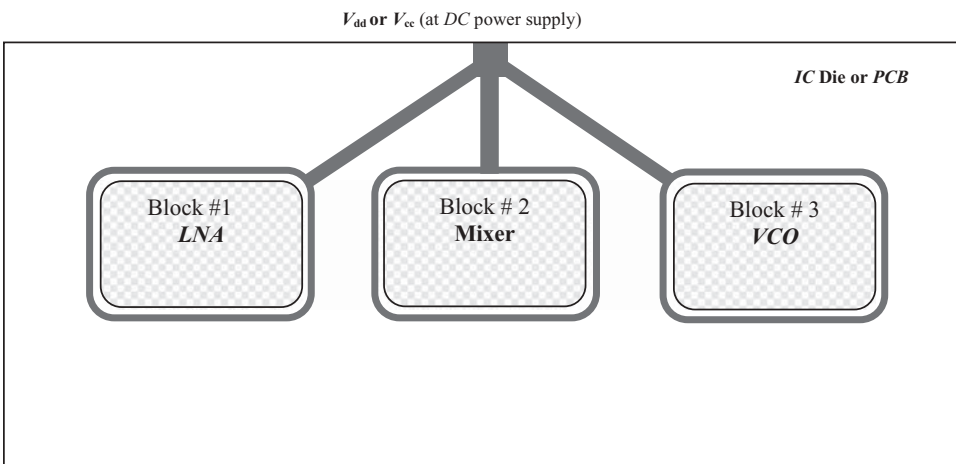 Vdd or Vcc (at DC power supply)
IC Die or PCB
Block #1
LNA
Block # 2
Mixer
Block # 3
VCO